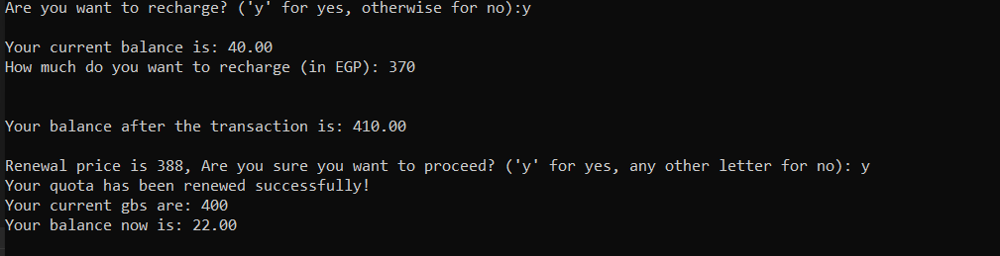 Are you want to recharge? ('y' for yes, otherwise for no):y
Your current balance is: 40.00
How much do you want to recharge (in EGP): 370
Your balance after the transaction is: 410.00
Renewal price is 388, Are you sure you want to proceed? ('y' for yes, any other letter for no): y
Your quota has been renewed successfully!
Your current gbs are: 400
Your balance now is: 22.00